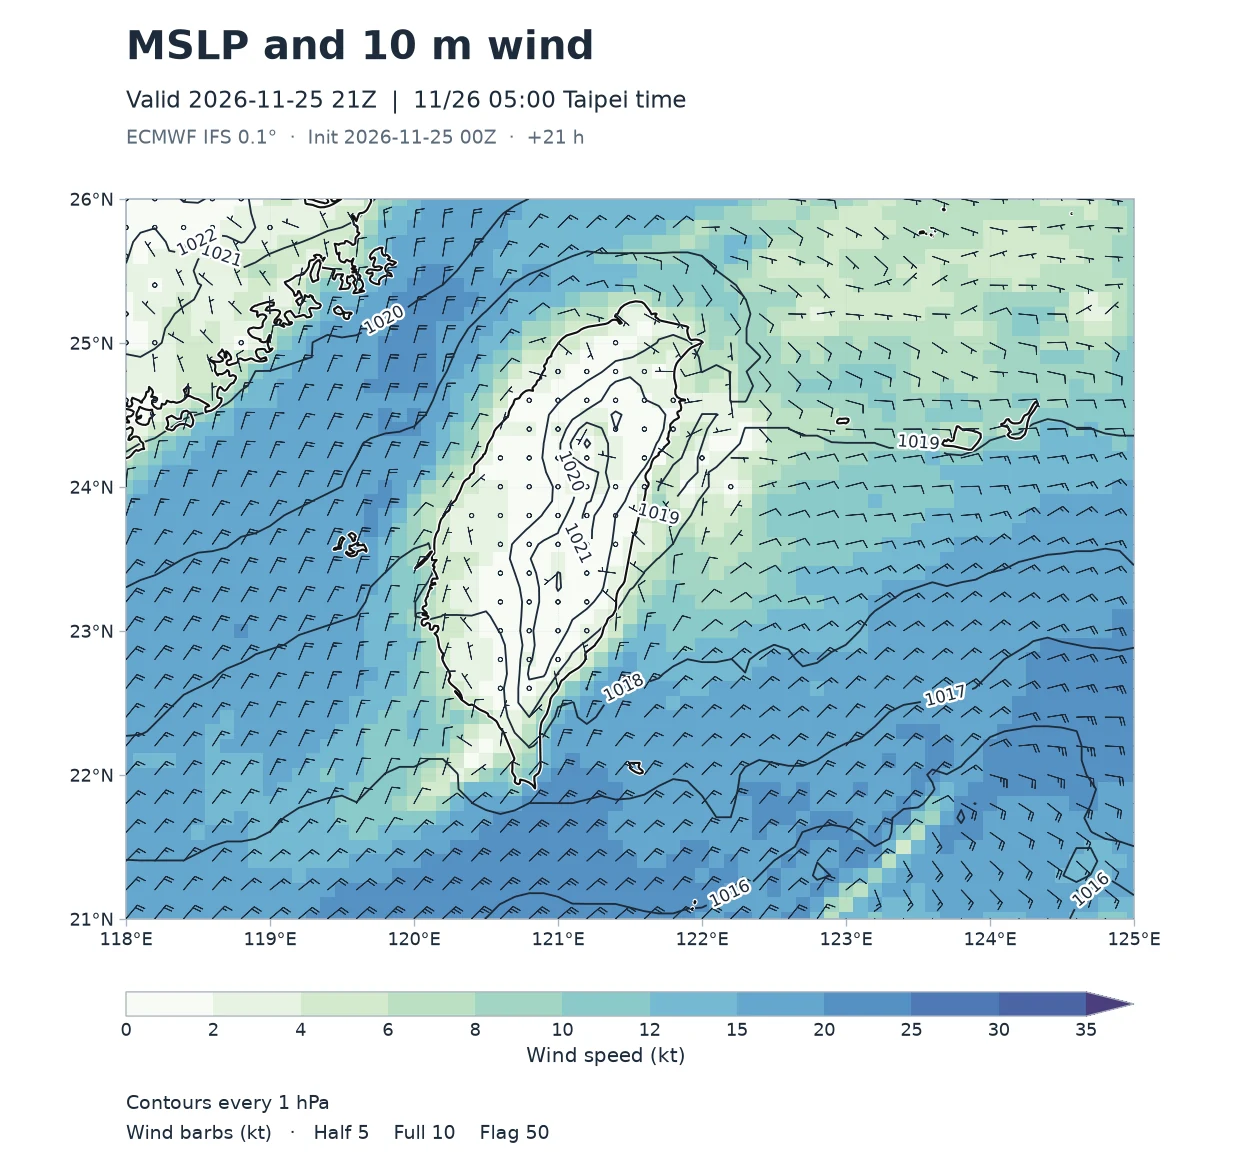 MSLP and 10 m wind
Valid 2026-11-25 21Z | 11/26 05:00 Taipei time
ECMWF IFS 0.1° · Init 2026-11-25 00Z · +21 h
26°N
1022
1021
1020
25°N
1019
1020
24°N
1019
1021
23°N
1018
1017
22°N
1016
1016
21°N
118°E 119°E 120°E 121°E 122°E 123°E 124°E 125°E
0 2 4 6 8 10 12 15 20 25 30 35
Wind speed (kt)
Contours every 1 hPa
Wind barbs (kt) · Half 5 Full 10 Flag 50